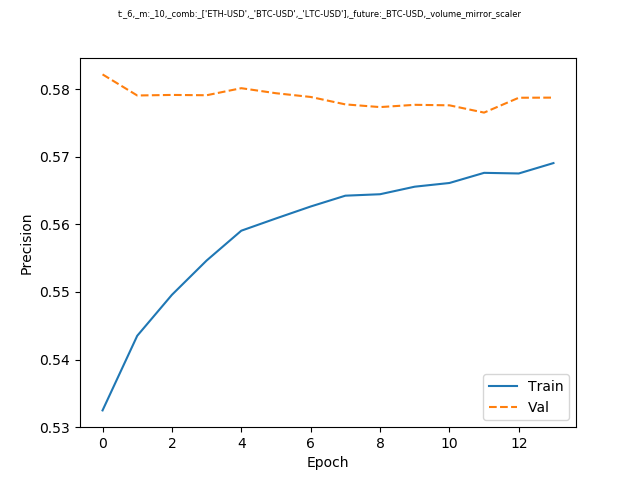 t:_6,_m:_10,_comb:_['ETH-USD',_'BTC-USD',_'LTC-USD'],_future:_BTC-USD,_volume_mirror_scaler
0.58
0.57
0.56
0.55
0.54
0.53
Precision
0 2 4 6 8 10 12
Epoch
Train
Val